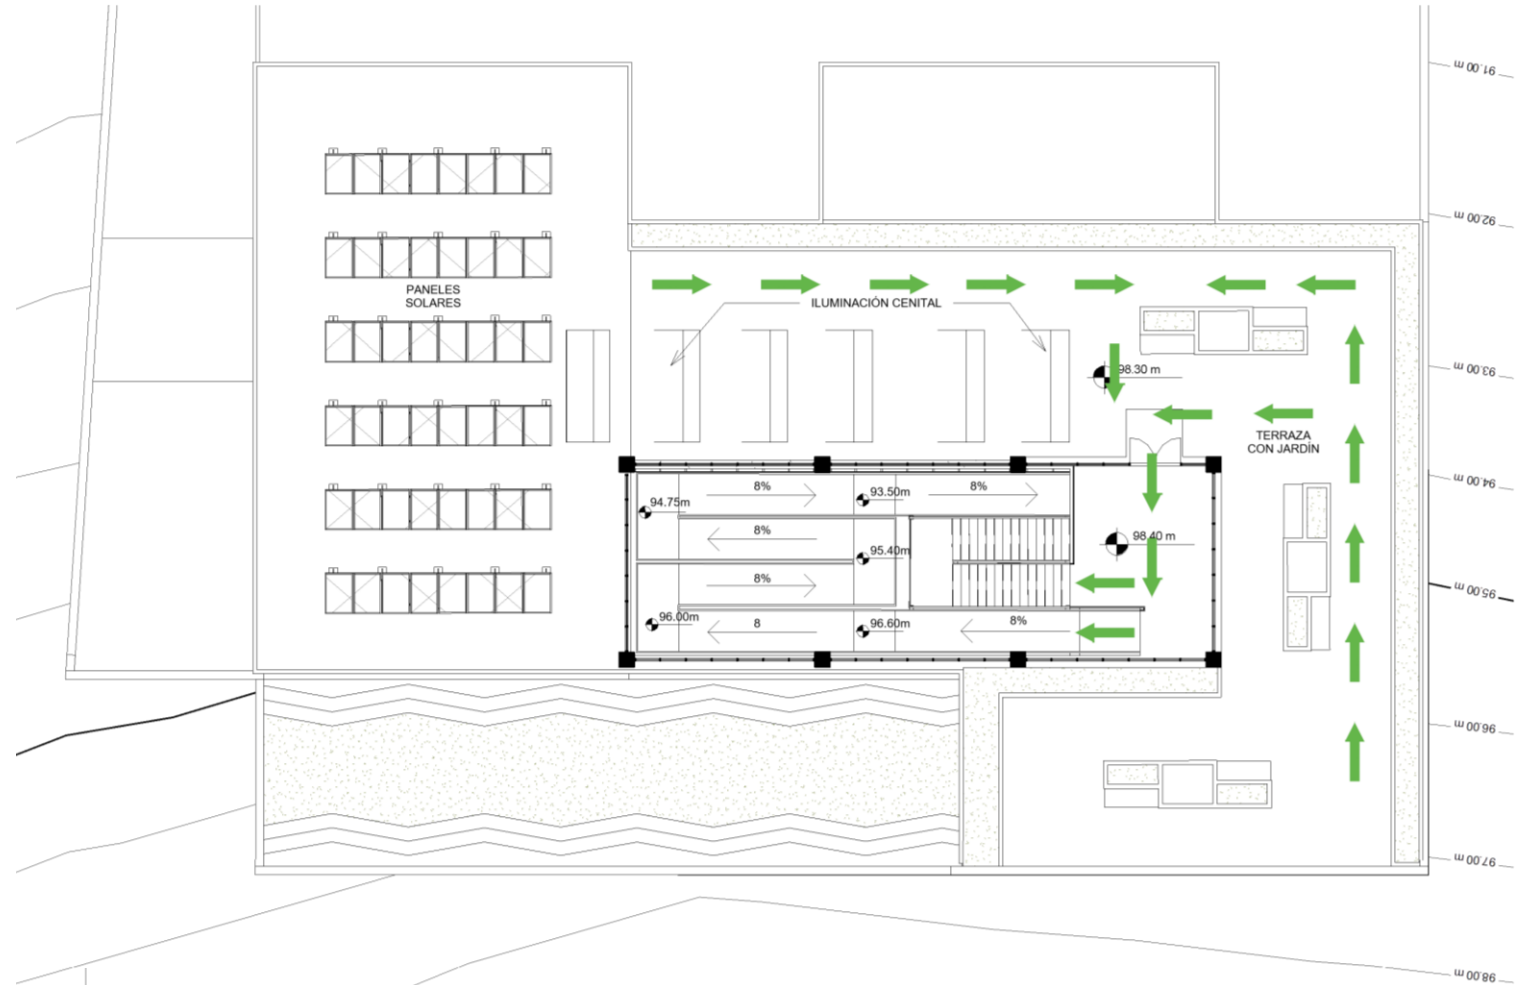 91.00 m
92.00 m
PANELES
SOLARES
ILUMINACIÓN CENITAL
98.30 m
93.00 m
TERRAZA
CON JARDÍN
94.00 m
8%
8%
93.50m
94.75m
8%
95.40m
98.40 m
8%
95.00 m
96.00m
8
96.60m
8%
96.00 m
97.00 m
98.00 m